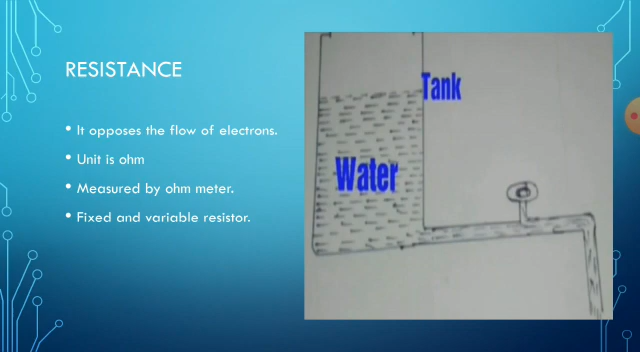 RESISTANCE
• It opposes the flow of electrons.
• Unit is ohm
• Measured by ohm meter.
• Fixed and variable resistor.
Tank
Water